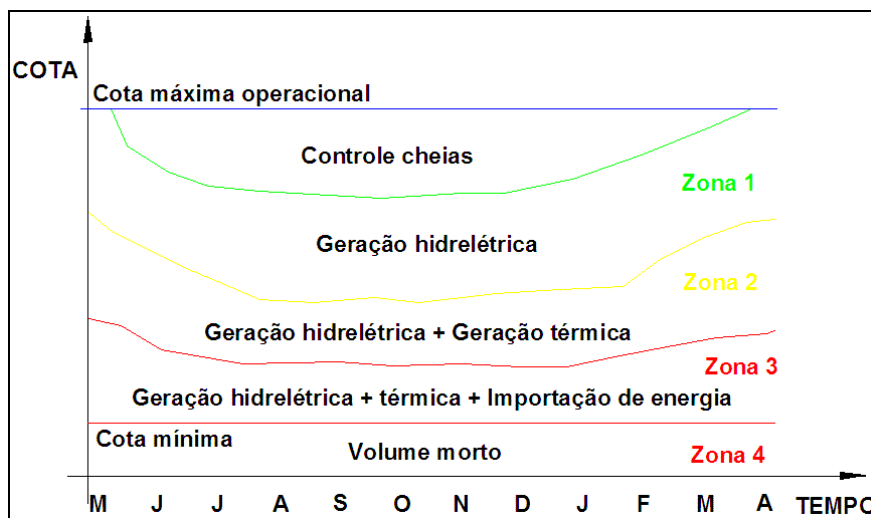 COTA
Cota máxima operacional
Controle cheias
Zona 1
Geração hidrelétrica
Zona 2
Geração hidrelétrica + Geração térmica
Zona 3
Geração hidrelétrica + térmica + Importação de energia
Cota mínima
Volume morto
Zona 4
M J J A S O N D J F M A TEMPO